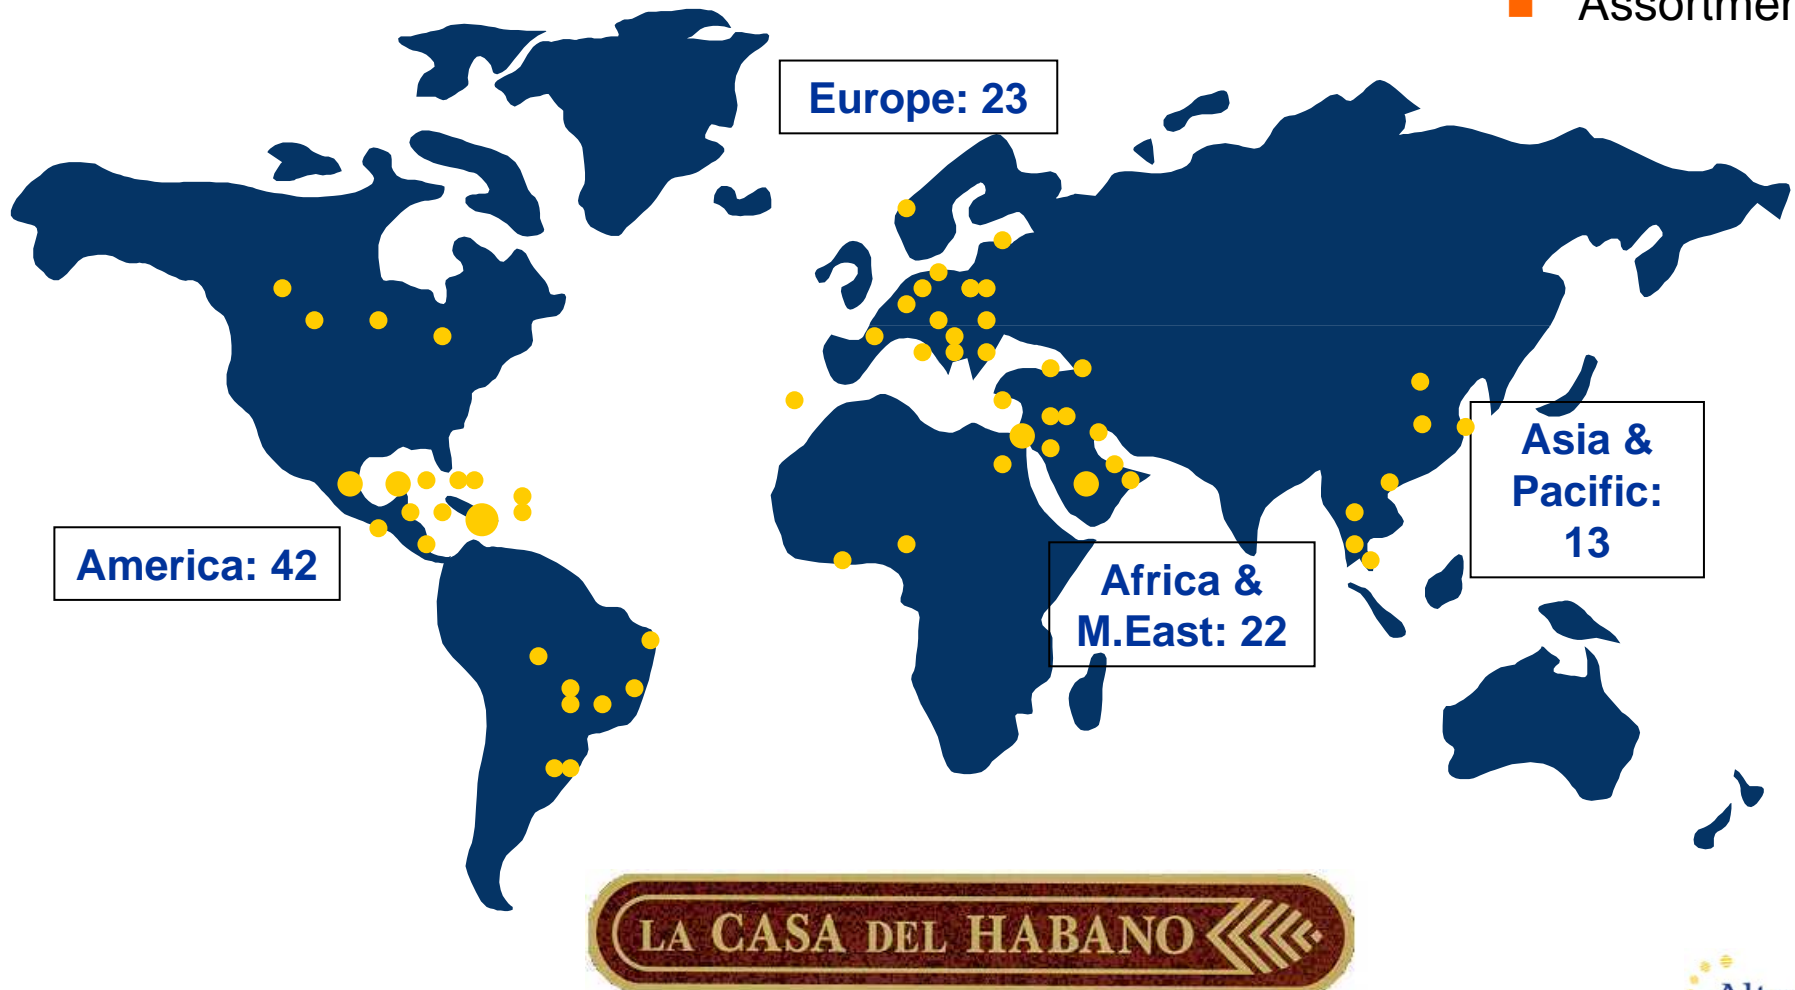 Europe: 23
Asia &
Pacific:
13
America: 42
Africa &
M.East: 22
LA CASA DEL HABANO